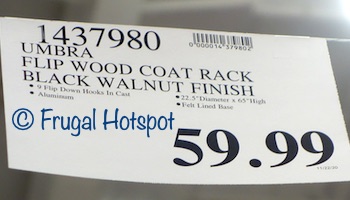 1437980
0000014379802
UMBRA
FLIP WOOD COAT RACK
BLACK WALNUT FINISH
• 9 Flip Down Hooks In Cast
Aluminum
• 22.5" Diameter x 65"High
• Felt Lined Base
© Frugal Hotspot
59.99